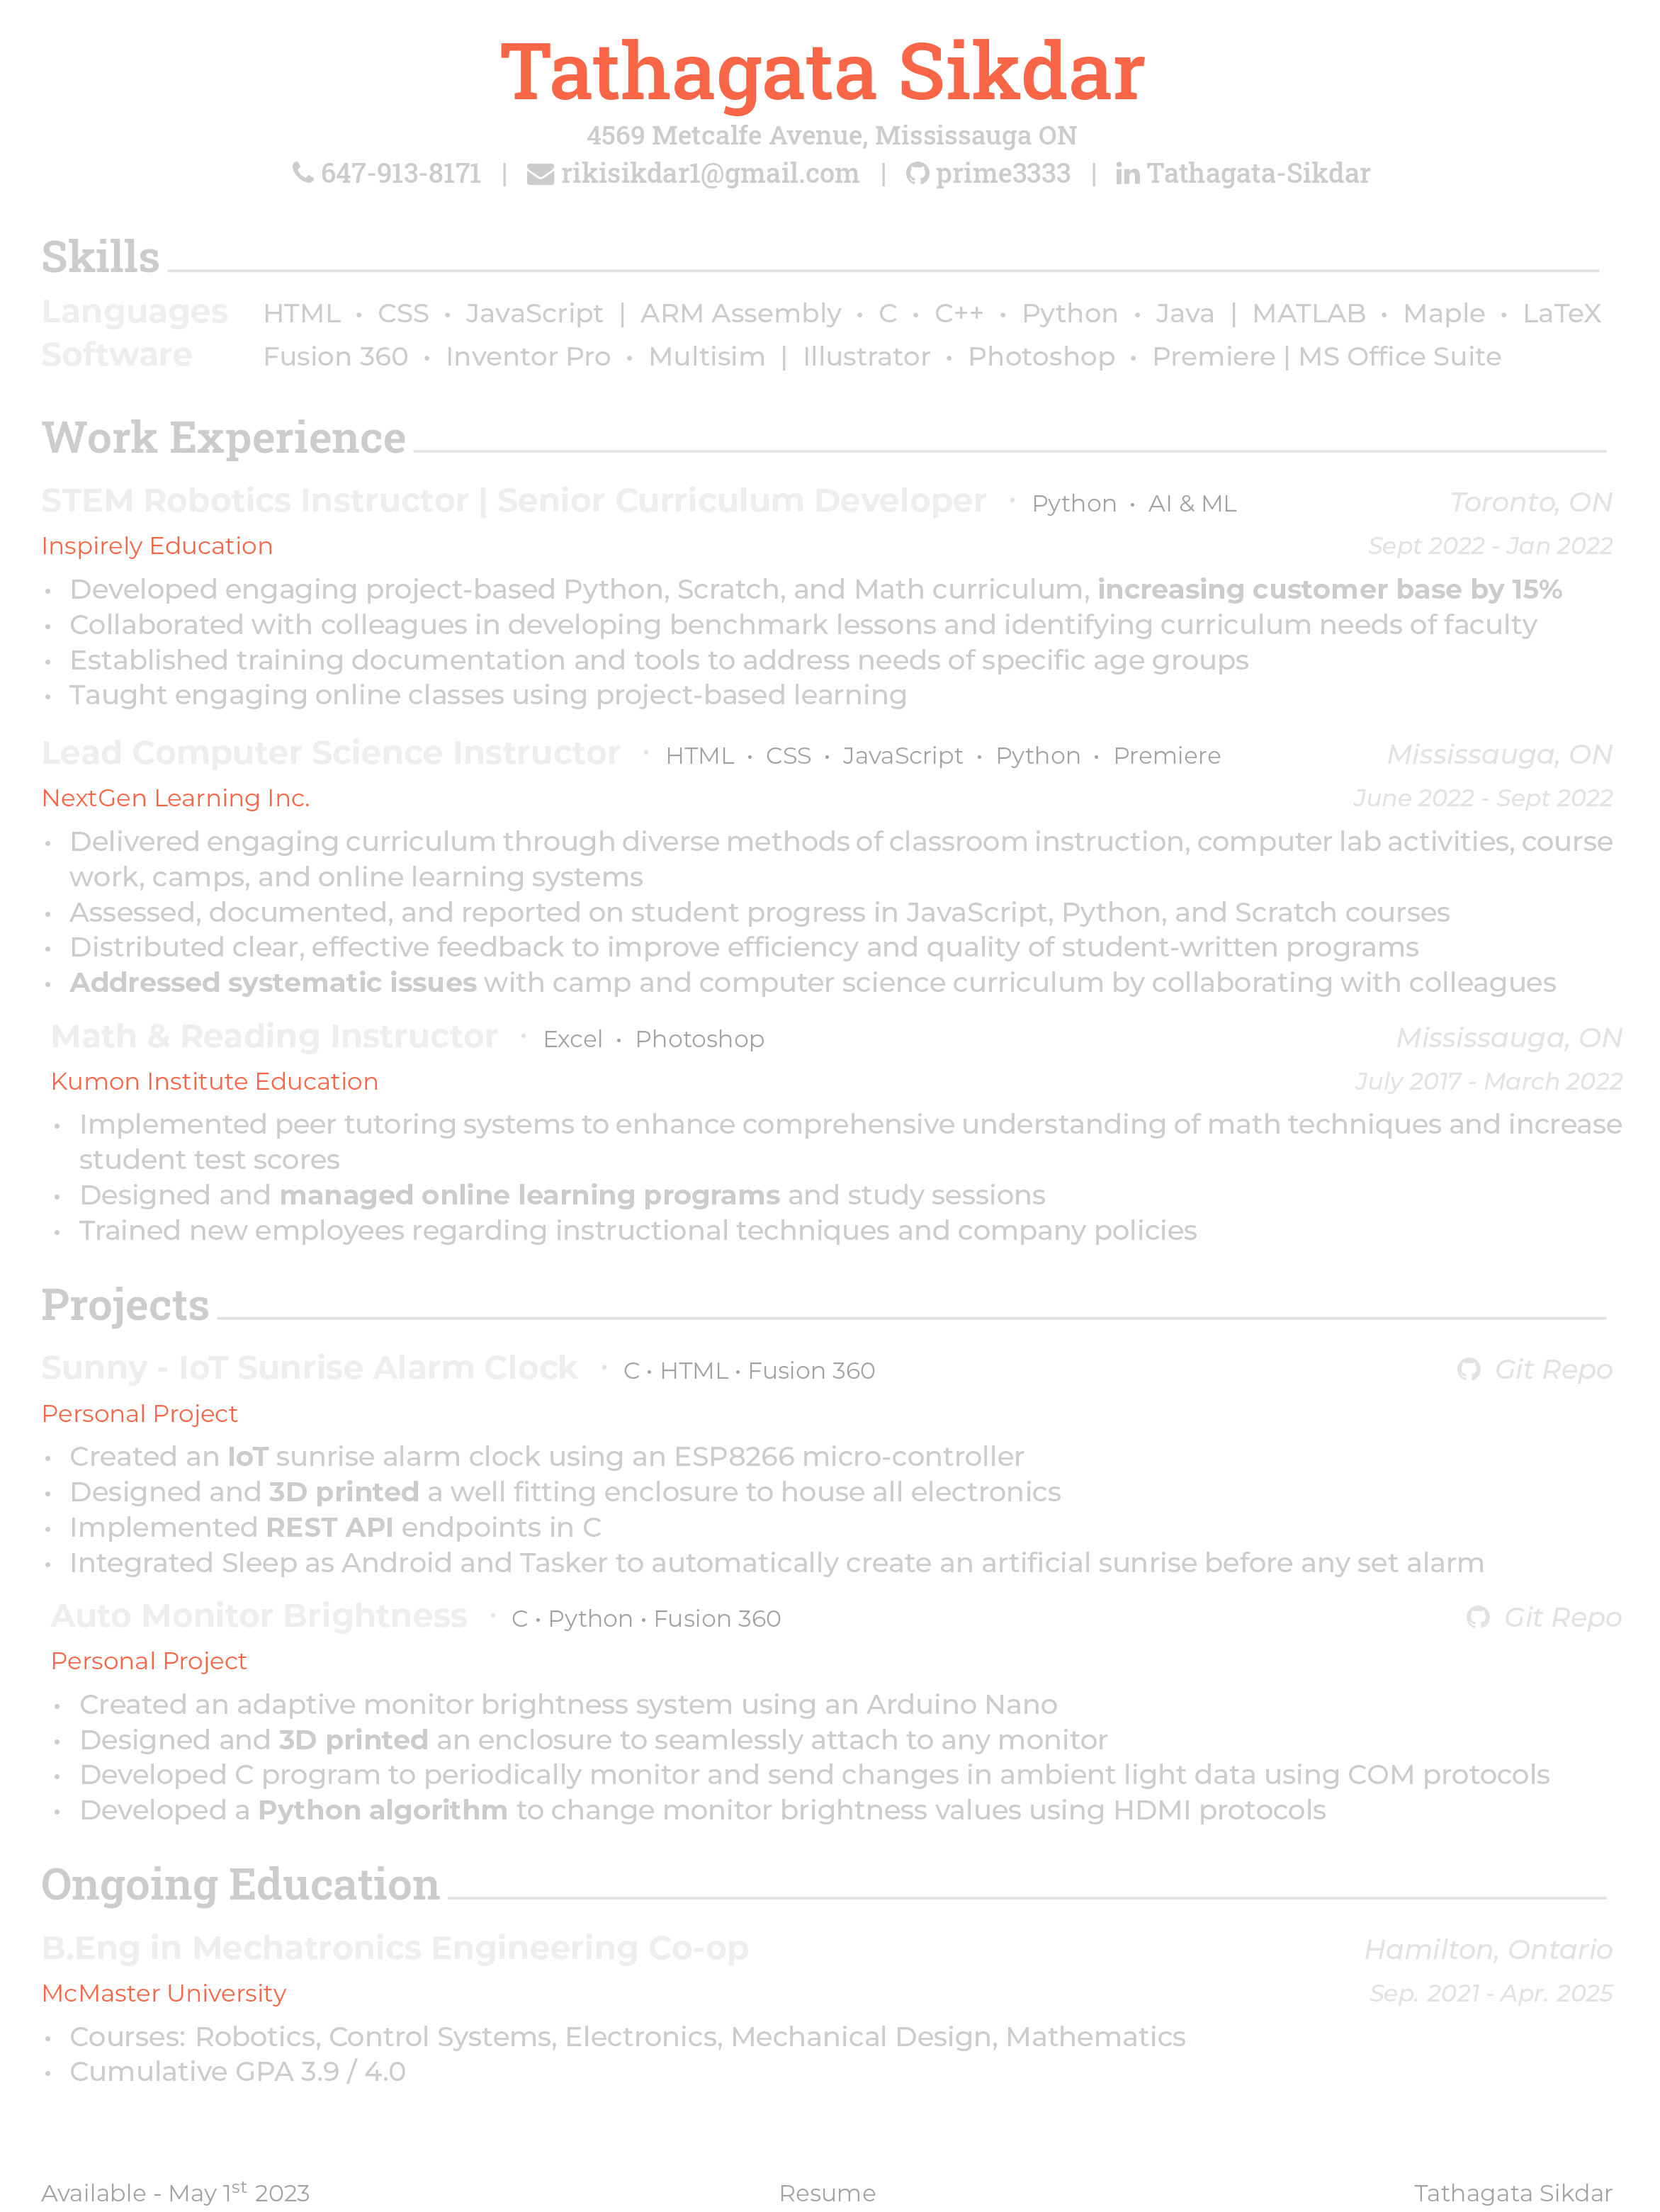 Tathagata Sikdar
4569 Metcalfe Avenue, Mississauga ON
647-913-8171 | rikisikdar1@gmail.com | prime3333 | Tathagata-Sikdar
Skills
Languages HTML • CSS • JavaScript | ARM Assembly • C • C++ • Python • Java | MATLAB • Maple • LaTeX
Software Fusion 360 • Inventor Pro • Multisim | Illustrator • Photoshop • Premiere | MS Office Suite
Work Experience
STEM Robotics Instructor | Senior Curriculum Developer • Python • AI & ML Toronto, ON
Inspirely Education Sept 2022 - Jan 2022
• Developed engaging project-based Python, Scratch, and Math curriculum, increasing customer base by 15%
• Collaborated with colleagues in developing benchmark lessons and identifying curriculum needs of faculty
• Established training documentation and tools to address needs of specific age groups
• Taught engaging online classes using project-based learning
Lead Computer Science Instructor • HTML • CSS • JavaScript • Python • Premiere Mississauga, ON
NextGen Learning Inc. June 2022 - Sept 2022
• Delivered engaging curriculum through diverse methods of classroom instruction, computer lab activities, course
work, camps, and online learning systems
• Assessed, documented, and reported on student progress in JavaScript, Python, and Scratch courses
• Distributed clear, effective feedback to improve efficiency and quality of student-written programs
• Addressed systematic issues with camp and computer science curriculum by collaborating with colleagues
Math & Reading Instructor • Excel • Photoshop Mississauga, ON
Kumon Institute Education July 2017 - March 2022
• Implemented peer tutoring systems to enhance comprehensive understanding of math techniques and increase
student test scores
• Designed and managed online learning programs and study sessions
• Trained new employees regarding instructional techniques and company policies
Projects
Sunny - IoT Sunrise Alarm Clock • C • HTML • Fusion 360 Git Repo
Personal Project
• Created an IoT sunrise alarm clock using an ESP8266 micro-controller
• Designed and 3D printed a well fitting enclosure to house all electronics
• Implemented REST API endpoints in C
• Integrated Sleep as Android and Tasker to automatically create an artificial sunrise before any set alarm
Auto Monitor Brightness • C • Python • Fusion 360 Git Repo
Personal Project
• Created an adaptive monitor brightness system using an Arduino Nano
• Designed and 3D printed an enclosure to seamlessly attach to any monitor
• Developed C program to periodically monitor and send changes in ambient light data using COM protocols
• Developed a Python algorithm to change monitor brightness values using HDMI protocols
Ongoing Education
B.Eng in Mechatronics Engineering Co-op Hamilton, Ontario
McMaster University Sep. 2021 - Apr. 2025
• Courses: Robotics, Control Systems, Electronics, Mechanical Design, Mathematics
• Cumulative GPA 3.9 / 4.0
Available - May 1st 2023 Resume Tathagata Sikdar